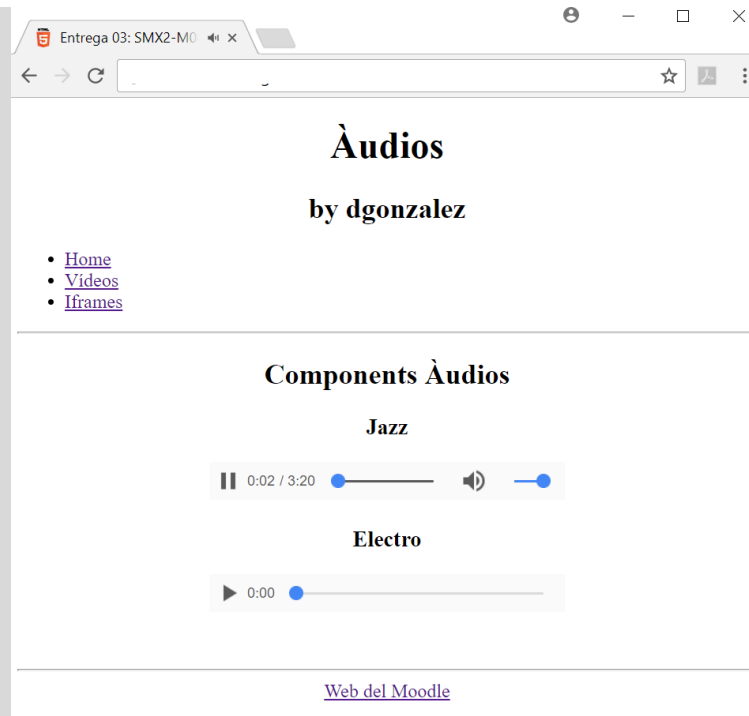 Entrega 03: SMX2-M0
Àudios
by dgonzalez
Home
Vídeos
Iframes
Components Àudios
Jazz
0:02 / 3:20
Electro
0:00
Web del Moodle